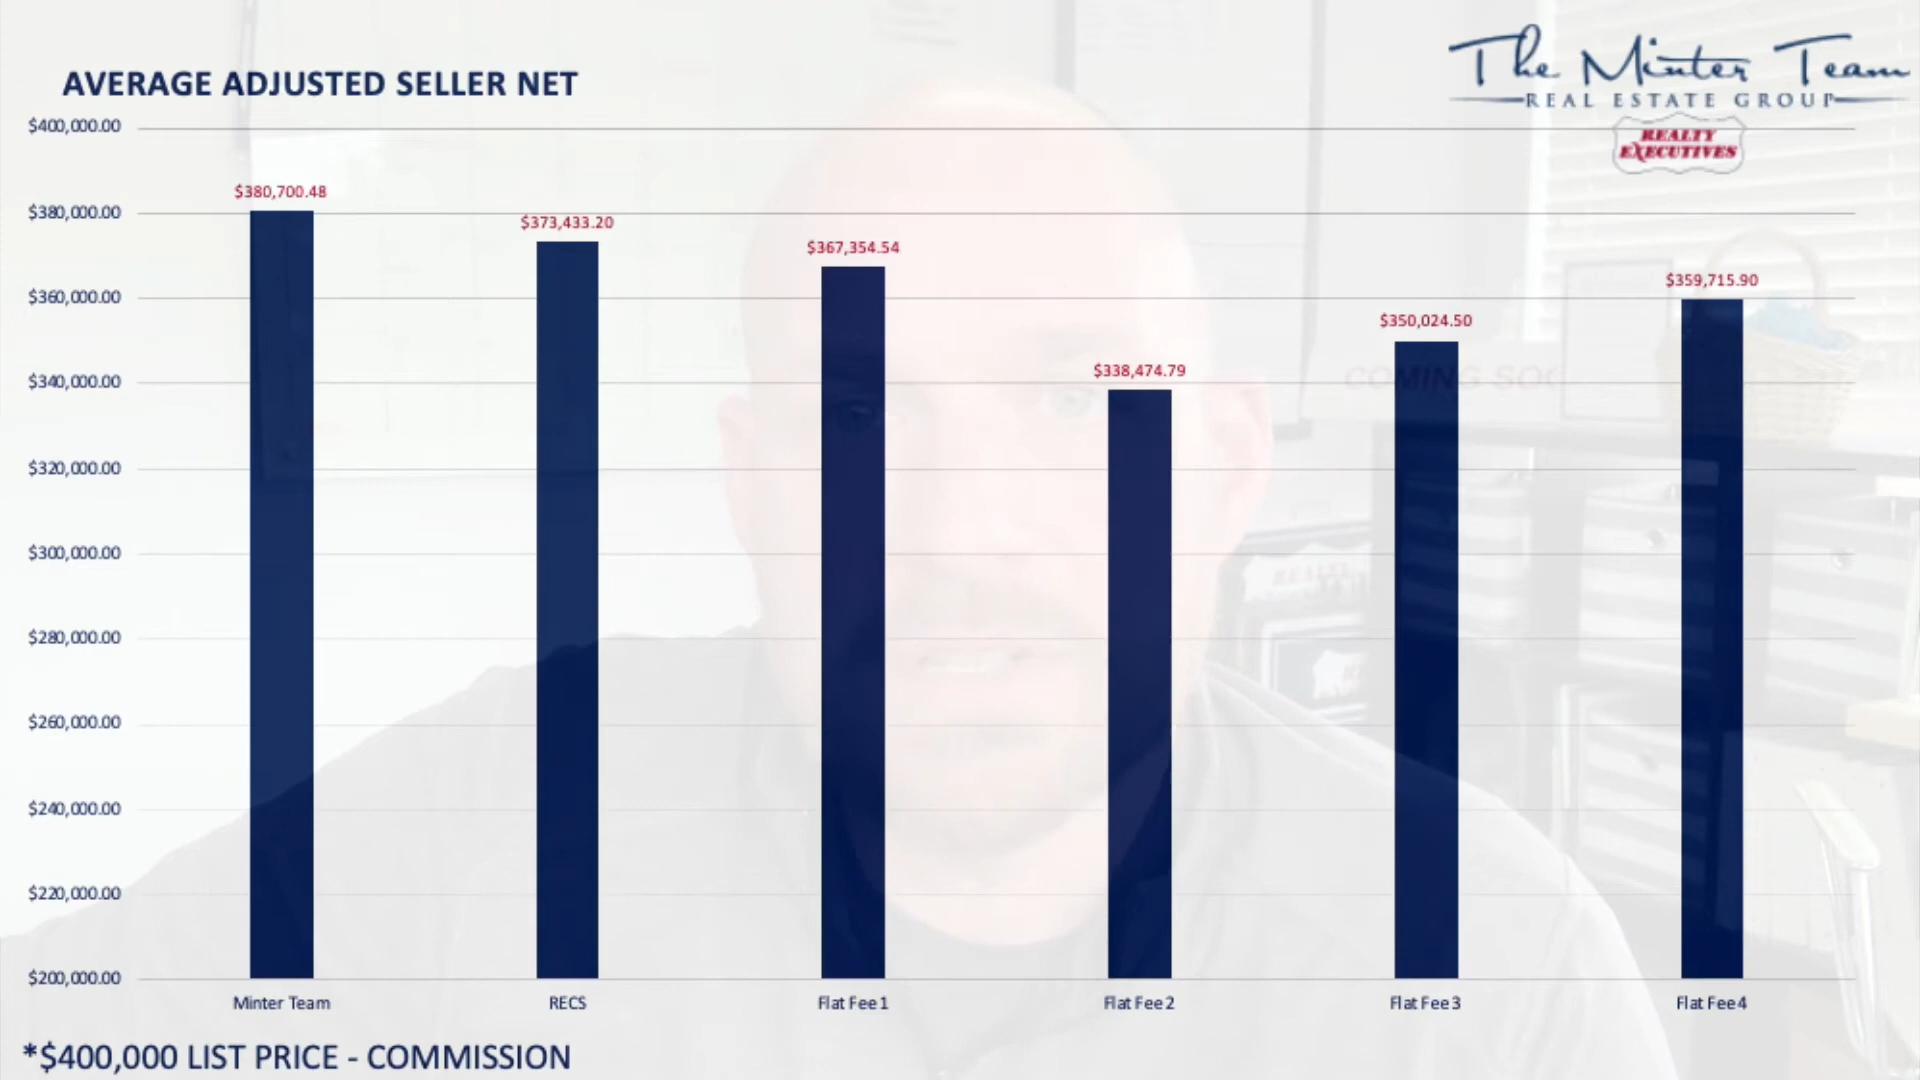 The Minter Team
REAL ESTATE GROUP
REALTY
EXECUTIVES
AVERAGE ADJUSTED SELLER NET
$400,000.00
$380,000.00
$360,000.00
$340,000.00
$320,000.00
$300,000.00
$280,000.00
$260,000.00
$240,000.00
$220,000.00
$200,000.00
$380,700.48
$373,433.20
$367,354.54
$338,474.79
$350,024.50
$359,715.90
COMING
Minter Team
RECS
Flat Fee 1
Flat Fee 2
Flat Fee 3
Flat Fee 4
*$400,000 LIST PRICE - COMMISSION